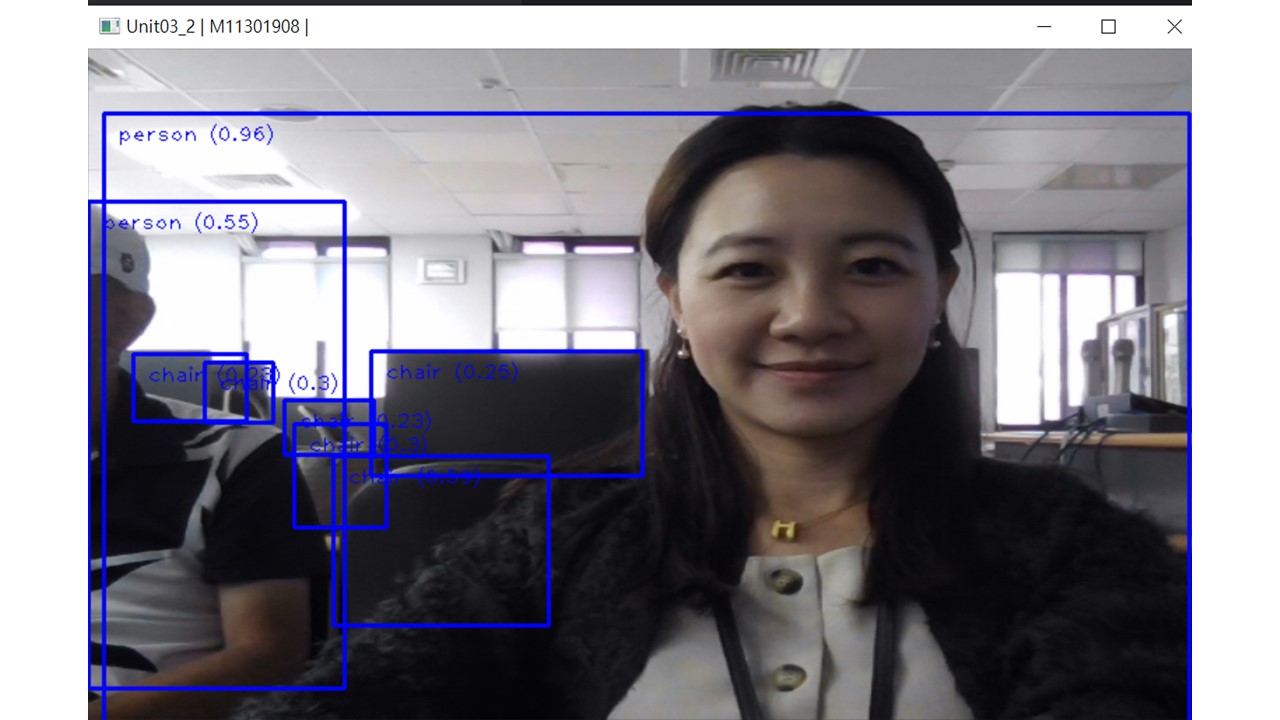 Unit03_2 | M11301908 |
person (0.96)
person (0.55)
chair (0.23)
chair (0.3)
chair (0.25)
chair (0.23)
chair (0.3)
chair
H